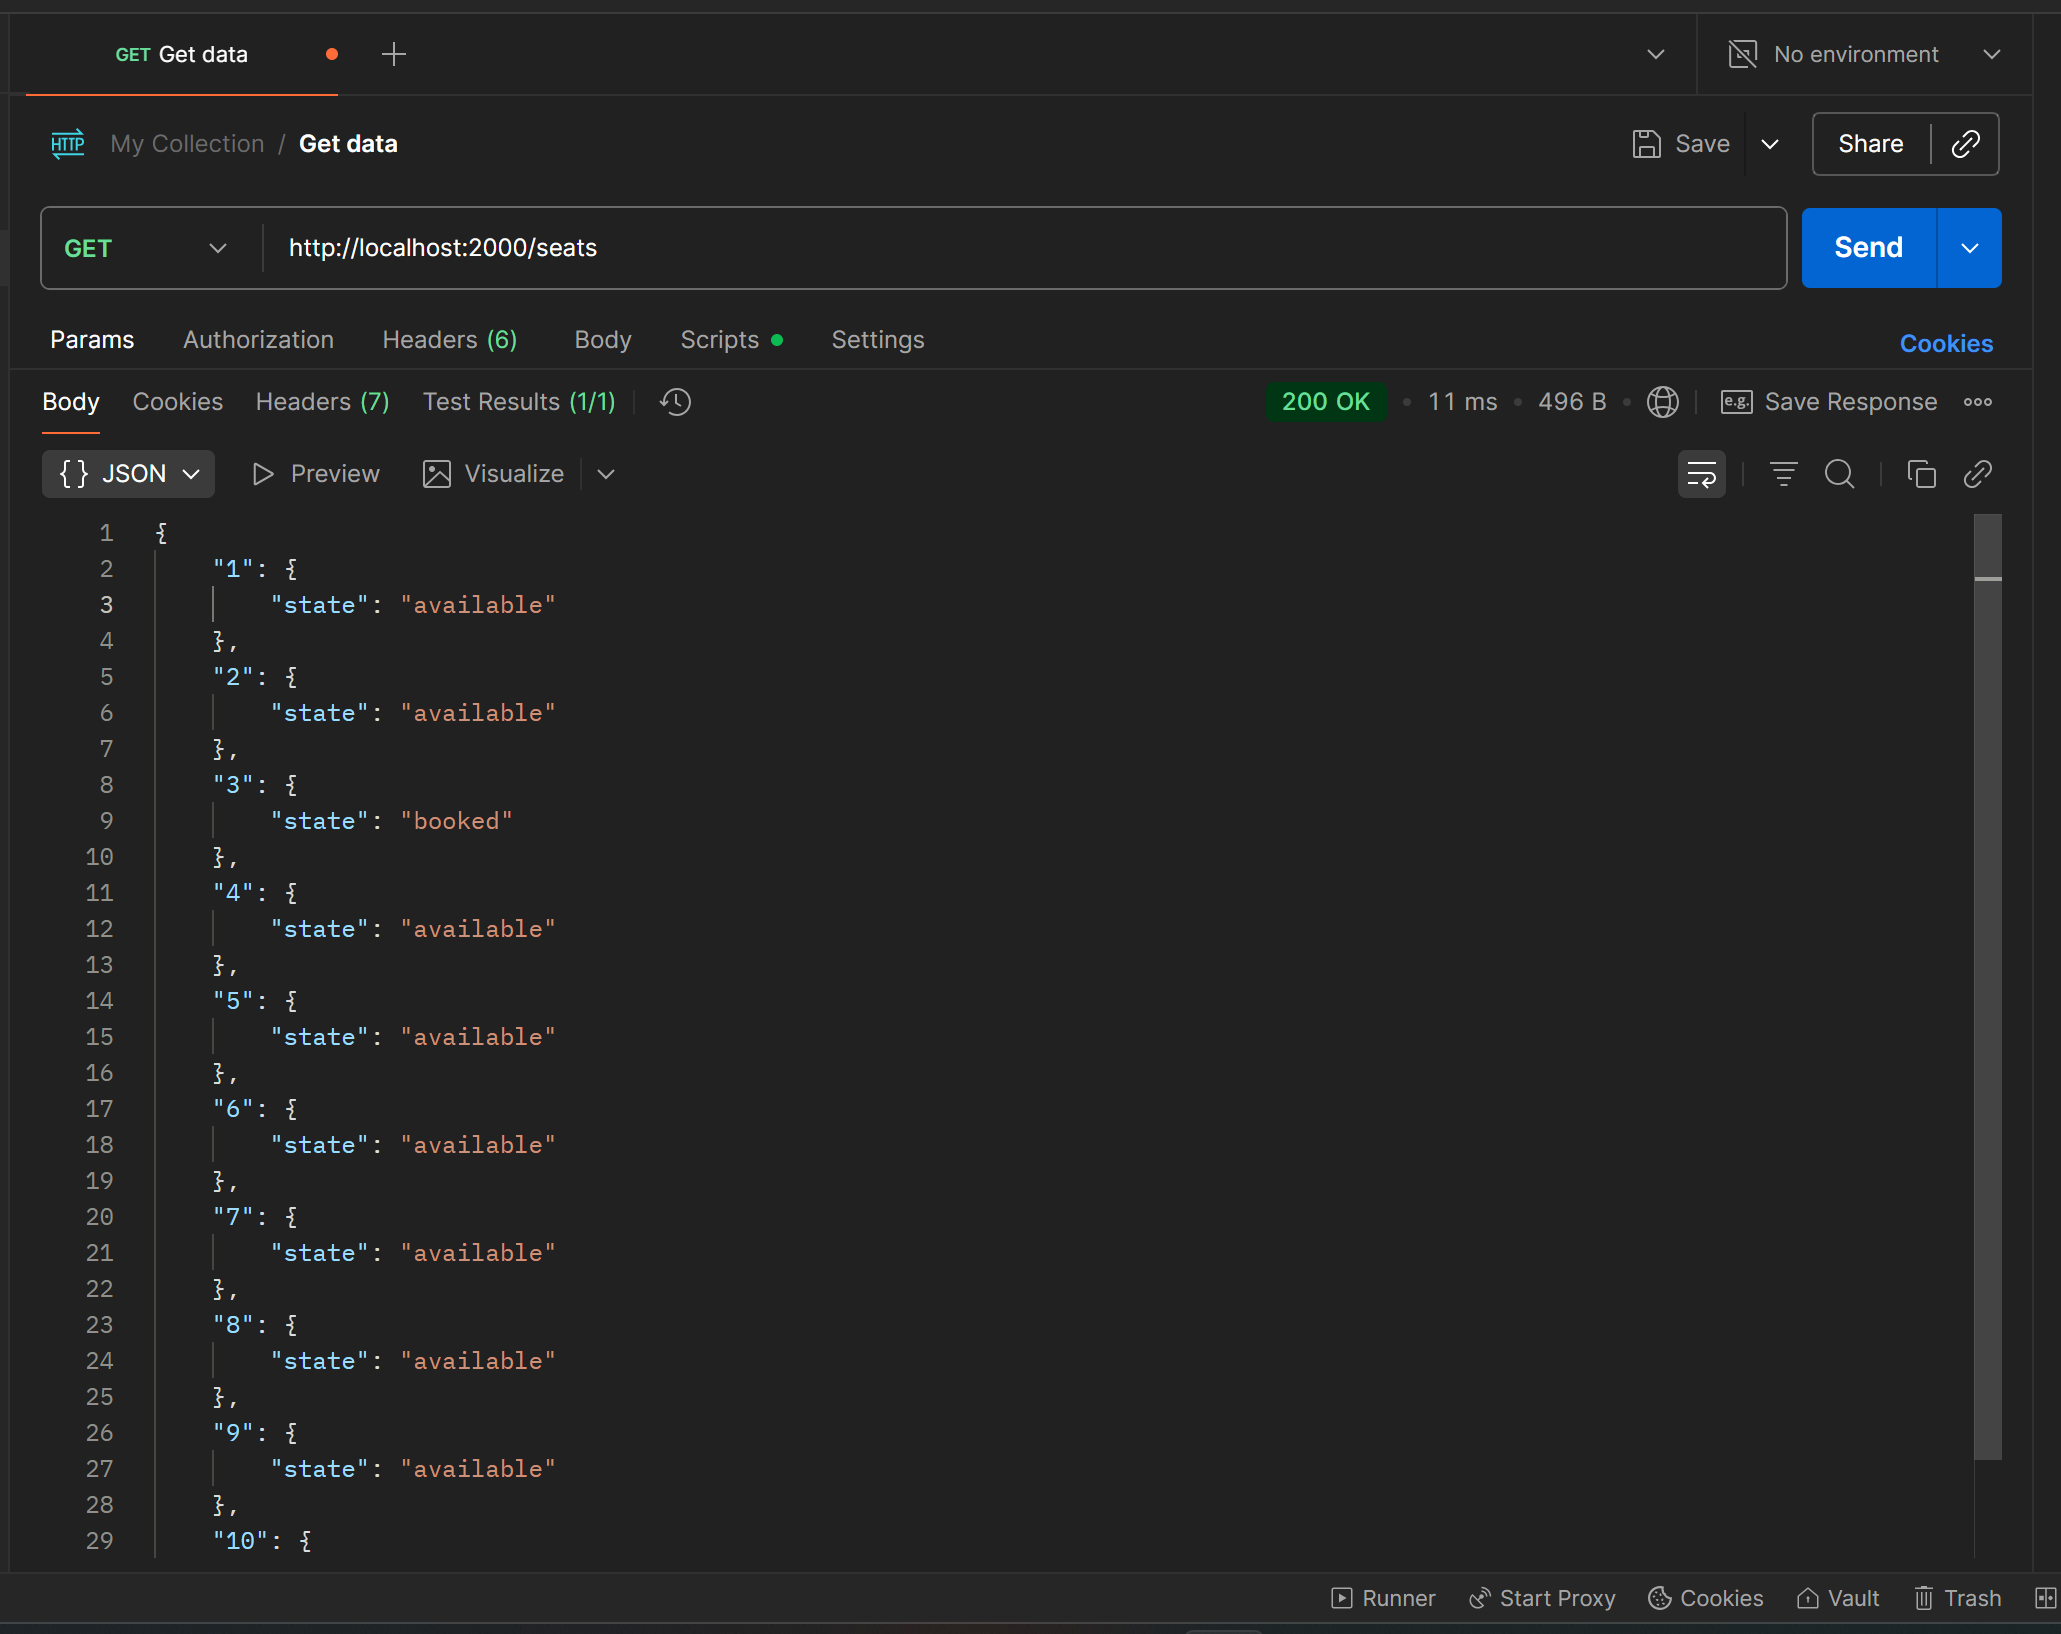 GET Get data
No environment
HTTP My Collection / Get data
Save
Share
GET
http://localhost:2000/seats
Send
Params Authorization Headers (6) Body Scripts Settings
Cookies
Body Cookies Headers (7) Test Results (1/1)
200 OK • 11 ms • 496 B •
e.g. Save Response
{} JSON
Preview
Visualize
1 {
2 "1": {
3 "state": "available"
4 },
5 "2": {
6 "state": "available"
7 },
8 "3": {
9 "state": "booked"
10 },
11 "4": {
12 "state": "available"
13 },
14 "5": {
15 "state": "available"
16 },
17 "6": {
18 "state": "available"
19 },
20 "7": {
21 "state": "available"
22 },
23 "8": {
24 "state": "available"
25 },
26 "9": {
27 "state": "available"
28 },
29 "10": {
Runner Start Proxy Cookies Vault Trash